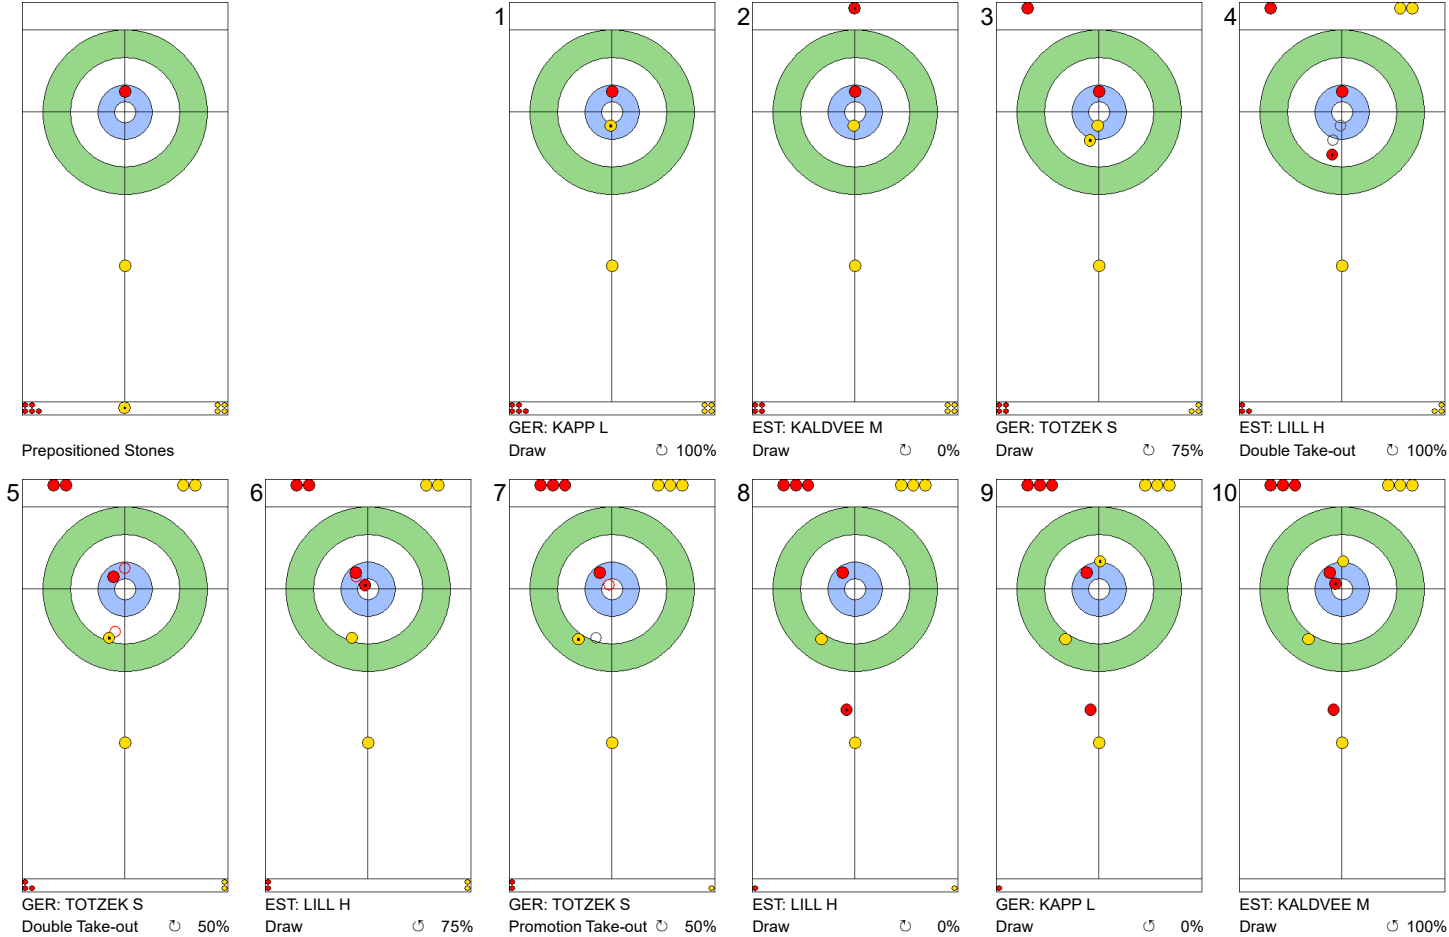 Prepositioned Stones
1
GER: KAPP L
Draw ↻ 100%
2
EST: KALDVEE M
Draw ↻ 0%
3
GER: TOTZEK S
Draw ↻ 75%
4
EST: LILL H
Double Take-out ↻ 100%
5
GER: TOTZEK S
Double Take-out ↻ 50%
6
EST: LILL H
Draw ↺ 75%
7
GER: TOTZEK S
Promotion Take-out ↻ 50%
8
EST: LILL H
Draw ↻ 0%
9
GER: KAPP L
Draw ↺ 0%
10
EST: KALDVEE M
Draw ↺ 100%